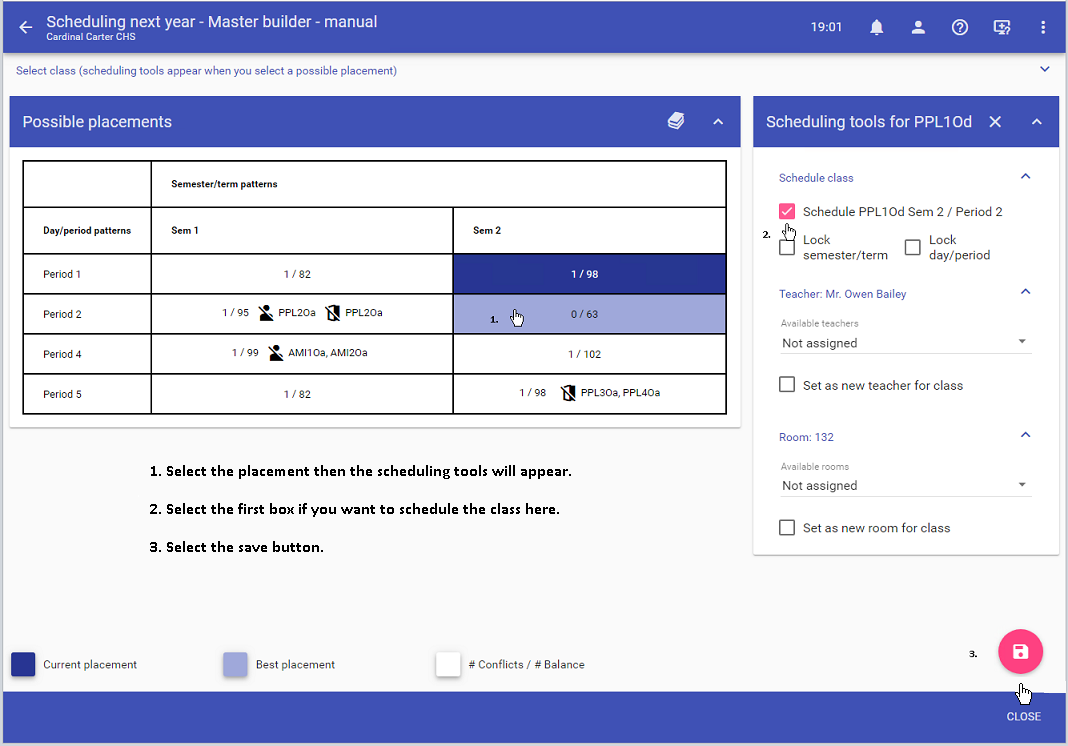 Scheduling next year - Master builder - manual
Cardinal Carter CHS
19:01
Select class (scheduling tools appear when you select a possible placement)
Possible placements
Semester/term patterns
Day/period patterns Sem 1 Sem 2
Period 1 1 / 82 1 / 98
Period 2 1 / 95 PPL2Oa PPL2Oa 1. 0 / 63
Period 4 1 / 99 AMI1Oa, AMI2Oa 1 / 102
Period 5 1 / 82 1 / 98 PPL3Oa, PPL4Oa
1. Select the placement then the scheduling tools will appear.
2. Select the first box if you want to schedule the class here.
3. Select the save button.
Current placement
Best placement
# Conflicts / # Balance
Scheduling tools for PPL1Od
Schedule class
Schedule PPL1Od Sem 2 / Period 2
2.
Lock
semester/term
Lock
day/period
Teacher: Mr. Owen Bailey
Available teachers
Not assigned
Set as new teacher for class
Room: 132
Available rooms
Not assigned
Set as new room for class
3.
CLOSE